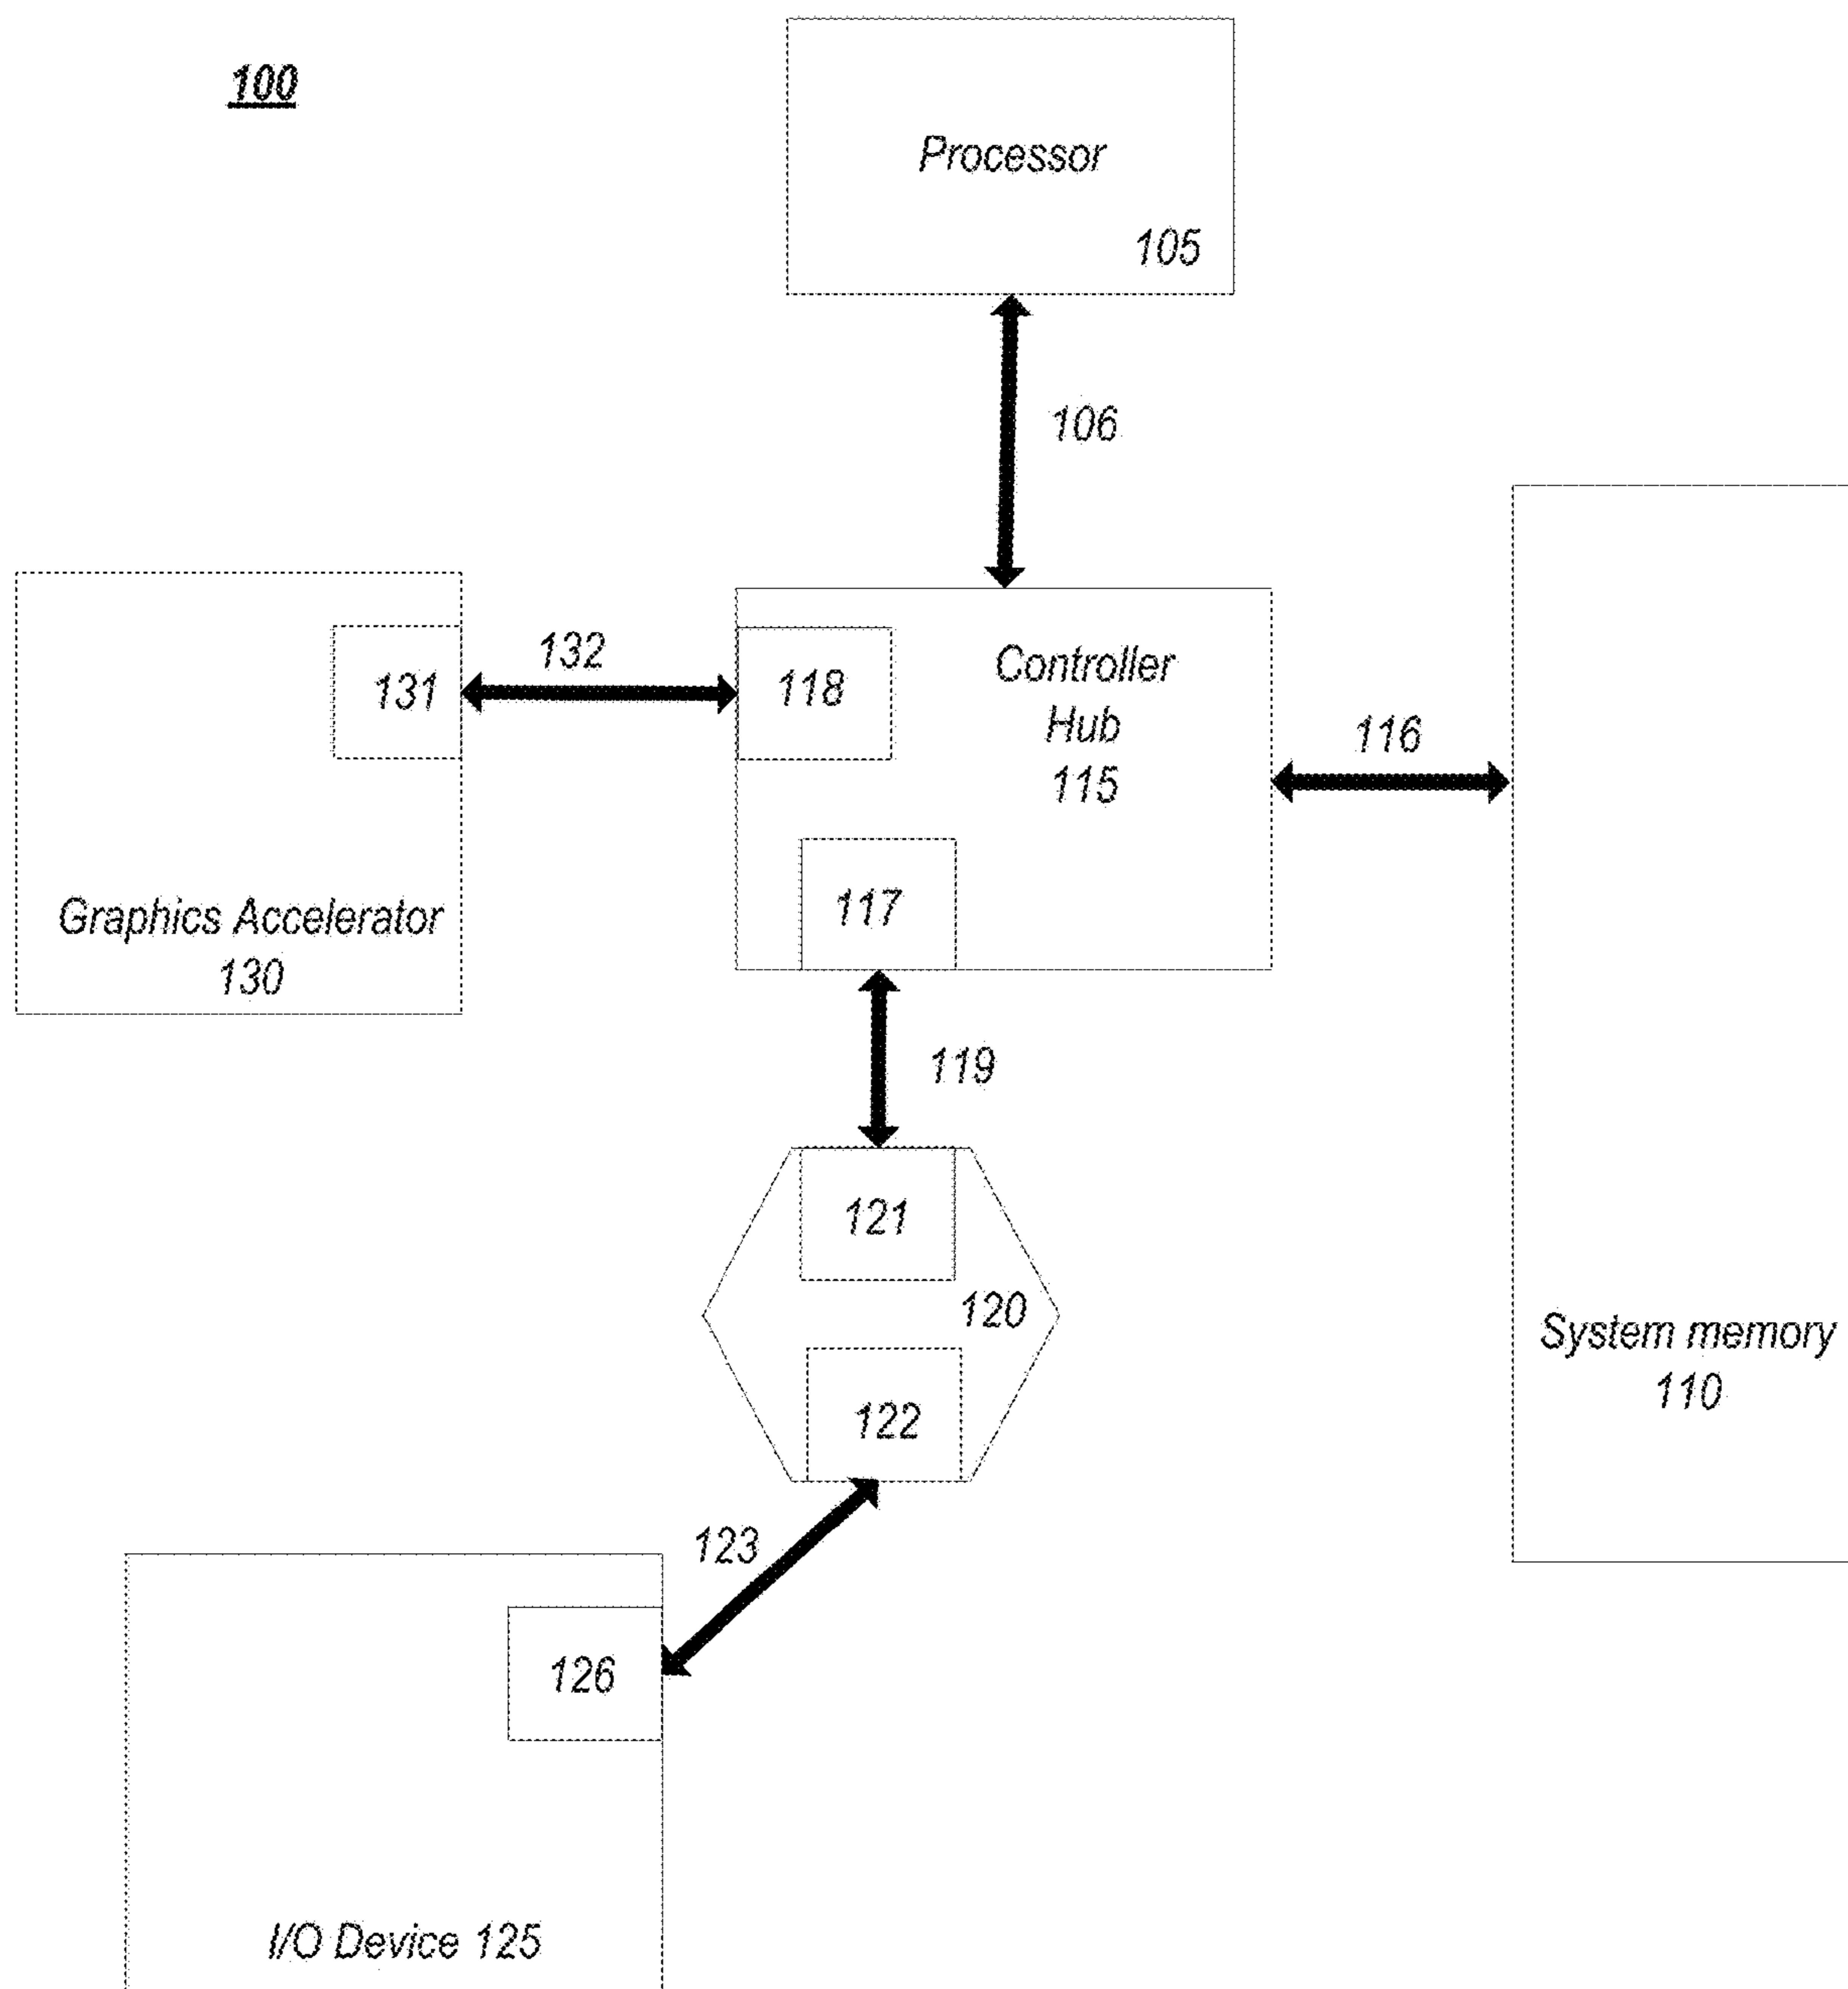 100
Processor
105
106
132
131
118
Controller
Hub
115
116
117
Graphics Accelerator
130
119
121
120
System memory
110
122
123
126
I/O Device 125